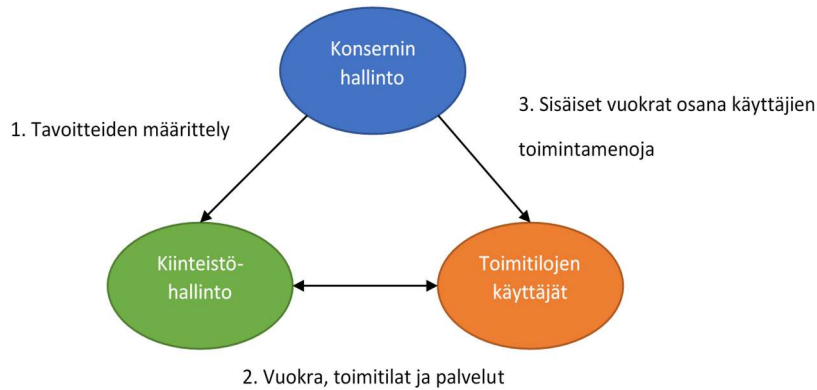 Konsernin
hallinto
1. Tavoitteiden määrittely
3. Sisäiset vuokrat osana käyttäjien
toimintamenoja
Kiinteistö-
hallinto
Toimitilojen
käyttäjät
2. Vuokra, toimitilat ja palvelut